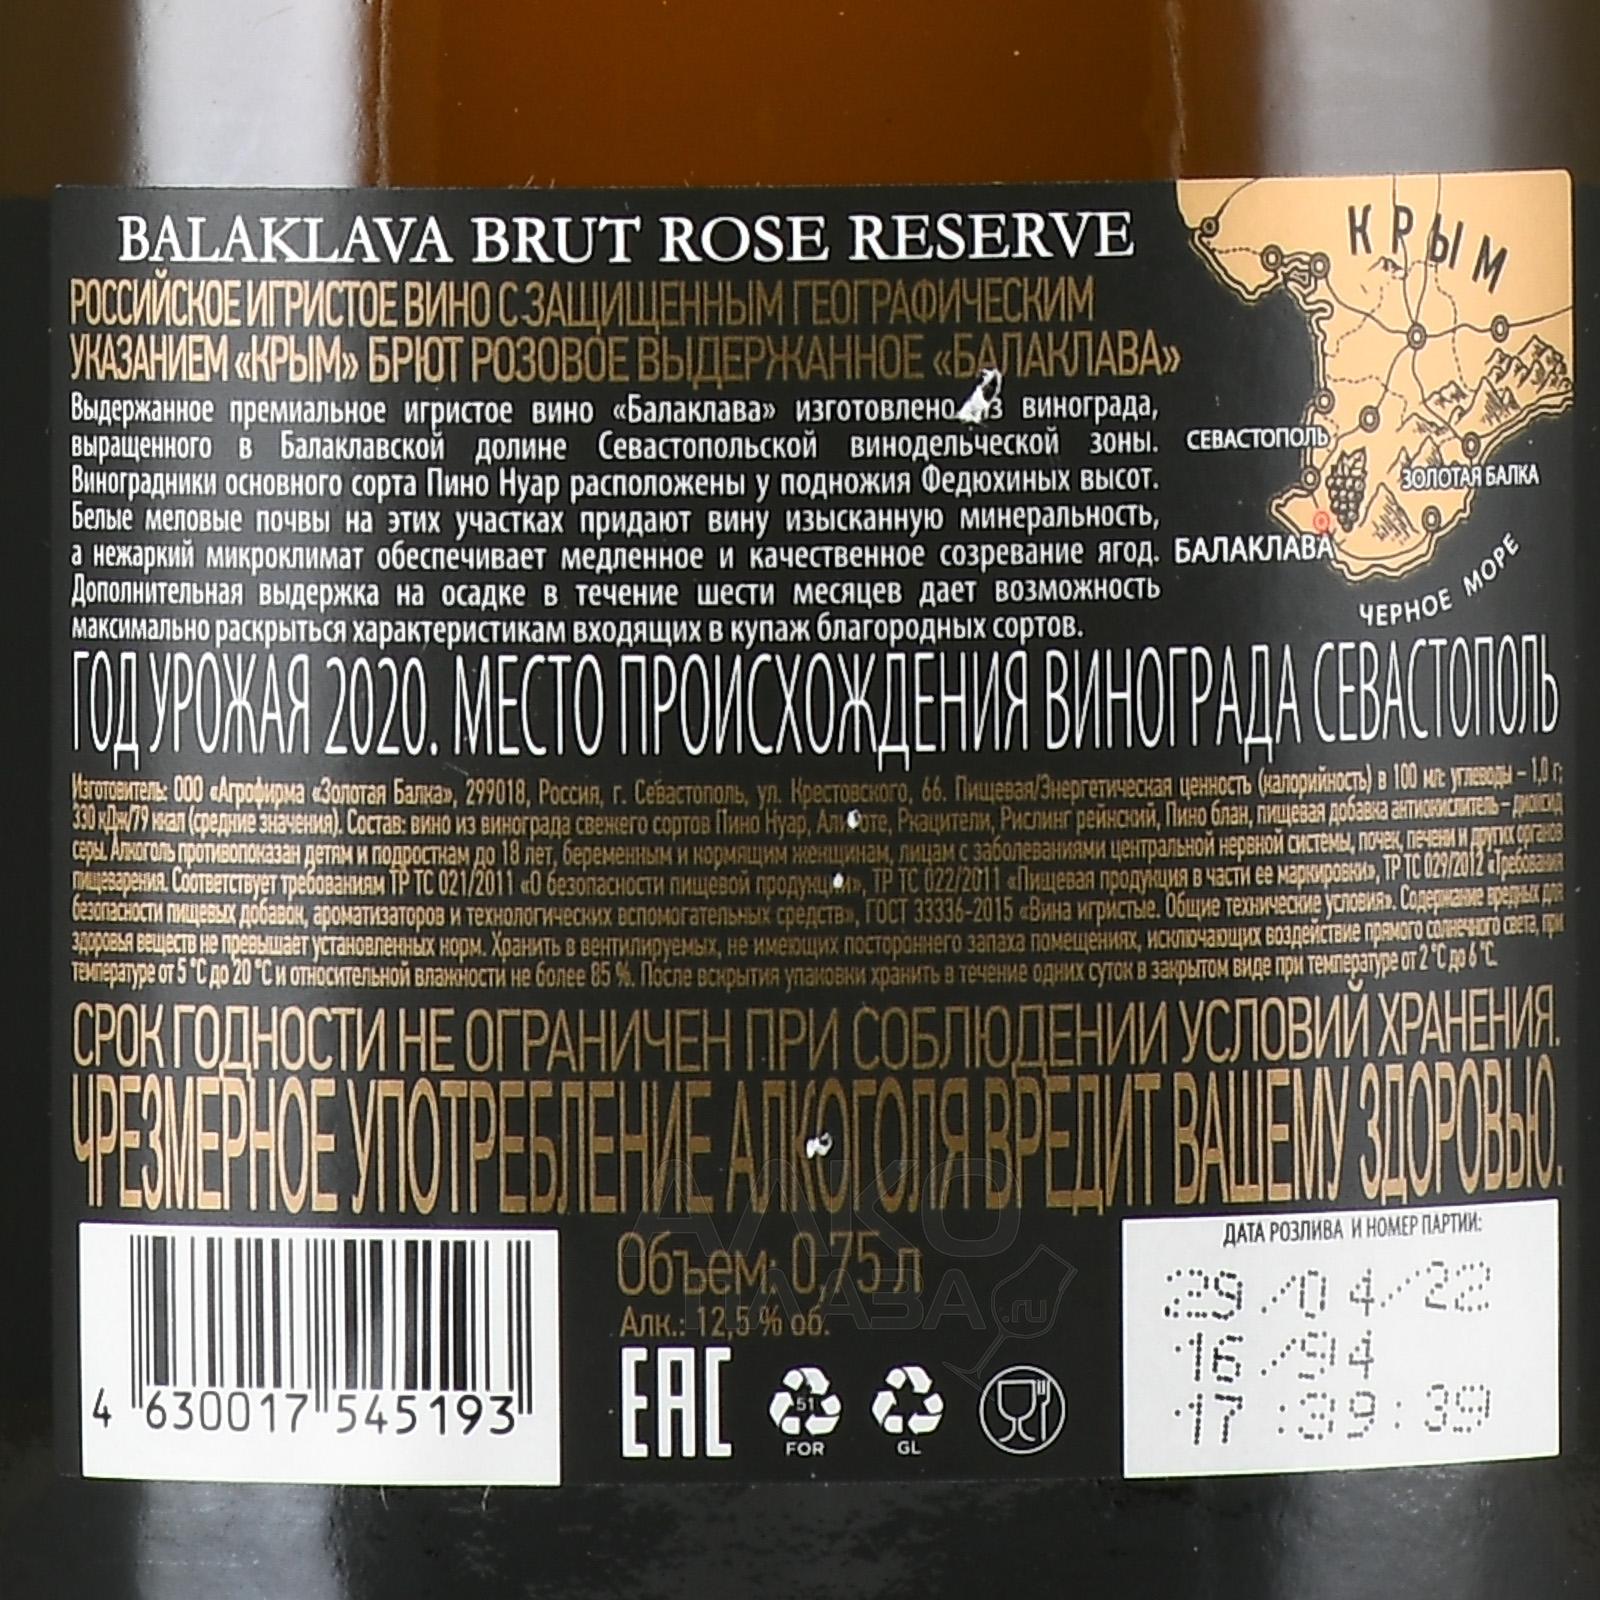 BALAKLAVA BRUT ROSE RESERVE
РОССИЙСКОЕ ИГРИСТОЕ ВИНО С ЗАЩИЩЕННЫМ ГЕОГРАФИЧЕСКИМ
УКАЗАНИЕМ «КРЫМ» БРЮТ РОЗОВОЕ ВЫДЕРЖАННОЕ «БАЛАКЛАВА»
Выдержанное премиальное игристое вино «Балаклава» изготовлено из винограда,
выращенного в Балаклавской долине Севастопольской винодельческой зоны.
Виноградники основного сорта Пино Нуар расположены у подножия Федюхиных высот.
Белые меловые почвы на этих участках придают вину изысканную минеральность,
а нежаркий микроклимат обеспечивает медленное и качественное созревание ягод.
Дополнительная выдержка на осадке в течение шести месяцев дает возможность
максимально раскрыться характеристикам входящих в купаж благородных сортов.
КРЫМ
СЕВАСТОПОЛЬ
ЗОЛОТАЯ БАЛКА
БАЛАКЛАВА
ЧЕРНОЕ МОРЕ
ГОД УРОЖАЯ 2020. МЕСТО ПРОИСХОЖДЕНИЯ ВИНОГРАДА СЕВАСТОПОЛЬ
Изготовитель: ООО «Агрофирма «Золотая Балка», 299018, Россия, г. Севастополь, ул. Крестовского, 66. Пищевая/Энергетическая ценность (калорийность) в 100 мл: углеводы – 1,0 г;
330 кДж/79 ккал (средние значения). Состав: вино из винограда свежего сортов Пино Нуар, Алиготе, Ркацители, Рислинг рейнский, Пино блан, пищевая добавка антиокислитель – диоксид
серы. Алкоголь противопоказан детям и подросткам до 18 лет, беременным и кормящим женщинам, лицам с заболеваниями центральной нервной системы, почек, печени и других органов
пищеварения. Соответствует требованиям ТР ТС 021/2011 «О безопасности пищевой продукции», ТР ТС 022/2011 «Пищевая продукция в части ее маркировки», ТР ТС 029/2012 «Требования
безопасности пищевых добавок, ароматизаторов и технологических вспомогательных средств», ГОСТ 33336-2015 «Вина игристые. Общие технические условия». Содержание вредных для
здоровья веществ не превышает установленных норм. Хранить в вентилируемых, не имеющих постороннего запаха помещениях, исключающих воздействие прямого солнечного света, при
температуре от 5 °С до 20 °С и относительной влажности не более 85 %. После вскрытия упаковки хранить в течение одних суток в закрытом виде при температуре от 2 °С до 6 °С.
СРОК ГОДНОСТИ НЕ ОГРАНИЧЕН ПРИ СОБЛЮДЕНИИ УСЛОВИЙ ХРАНЕНИЯ.
ЧРЕЗМЕРНОЕ УПОТРЕБЛЕНИЕ АЛКОГОЛЯ ВРЕДИТ ВАШЕМУ ЗДОРОВЬЮ.
4 630017 545193
Объем: 0,75 л
Алк.: 12,5 % об.
EAC
51
FOR
GL
АЛКО
ПЛАЗА
.ru
ДАТА РОЗЛИВА И НОМЕР ПАРТИИ:
29/04/22
16/94
17:39:39